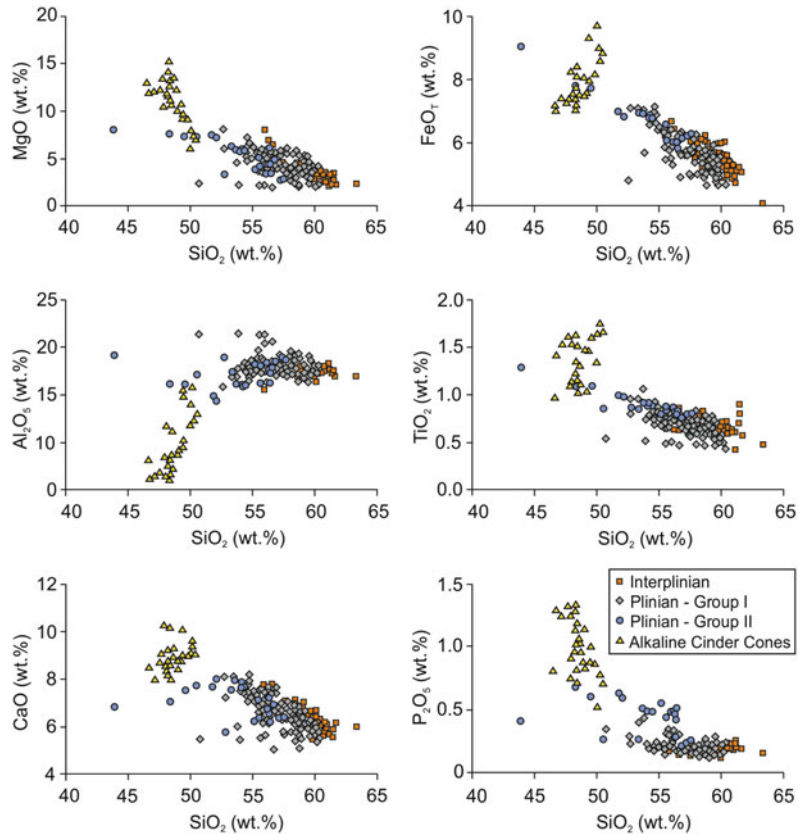 20
15
10
5
0
MgO (wt.%)
40 45 50 55 60 65
SiO₂ (wt.%)
10
8
6
4
FeO_T (wt.%)
40 45 50 55 60 65
SiO₂ (wt.%)
25
20
15
10
0
Al₂O₅ (wt.%)
40 45 50 55 60 65
SiO₂ (wt.%)
2.0
1.5
1.0
0.5
0.0
TiO₂ (wt.%)
40 45 50 55 60 65
SiO₂ (wt.%)
12
10
8
6
4
CaO (wt.%)
40 45 50 55 60 65
SiO₂ (wt.%)
1.5
1.0
0.5
0
P₂O₅ (wt.%)
40 45 50 55 60 65
SiO₂ (wt.%)
Interplinian
Plinian - Group I
Plinian - Group II
Alkaline Cinder Cones